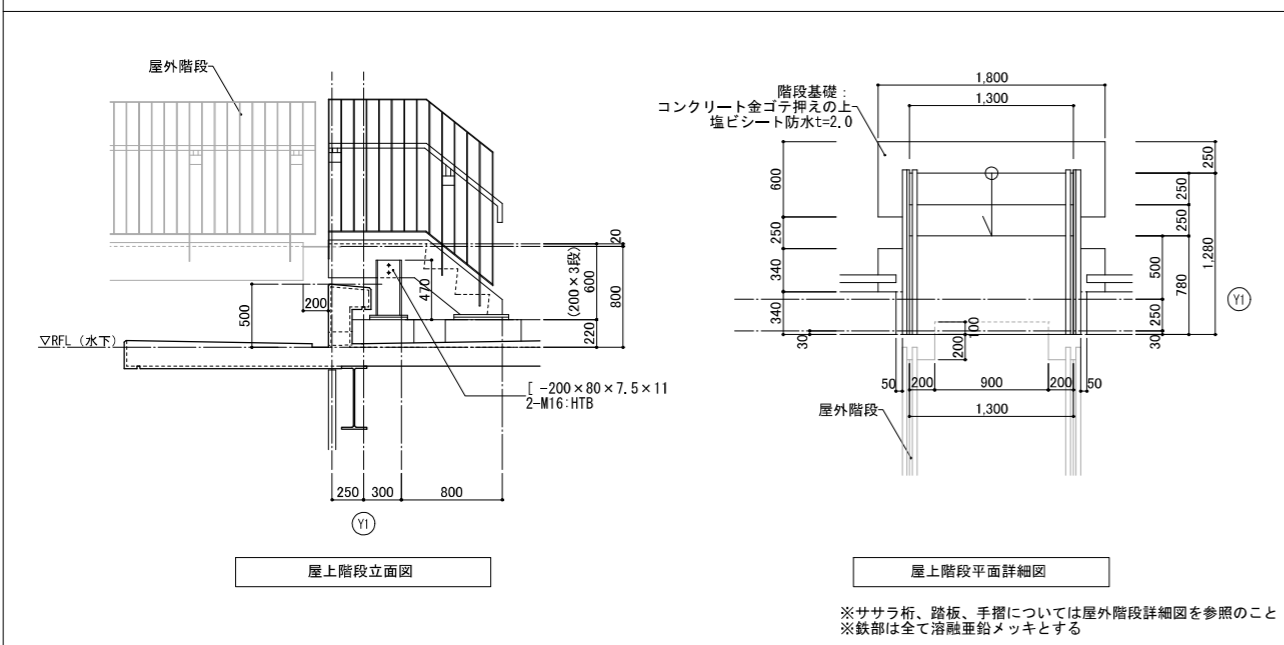 屋外階段
▽RFL（水下）
500
200
470
(200×3段)
600
20
800
220
[ -200×80×7.5×11
2-M16:HTB
250
300
800
Y1
屋上階段立面図
階段基礎：
コンクリート金ゴテ押えの上
塩ビシート防水t=2.0
1,800
1,300
600
250
340
340
30
250
250
250
500
250
30
780
1,280
Y1
100
200
50
200
900
200
50
1,300
屋外階段
屋上階段平面詳細図
※ササラ桁、踏板、手摺については屋外階段詳細図を参照のこと
※鉄部は全て溶融亜鉛メッキとする